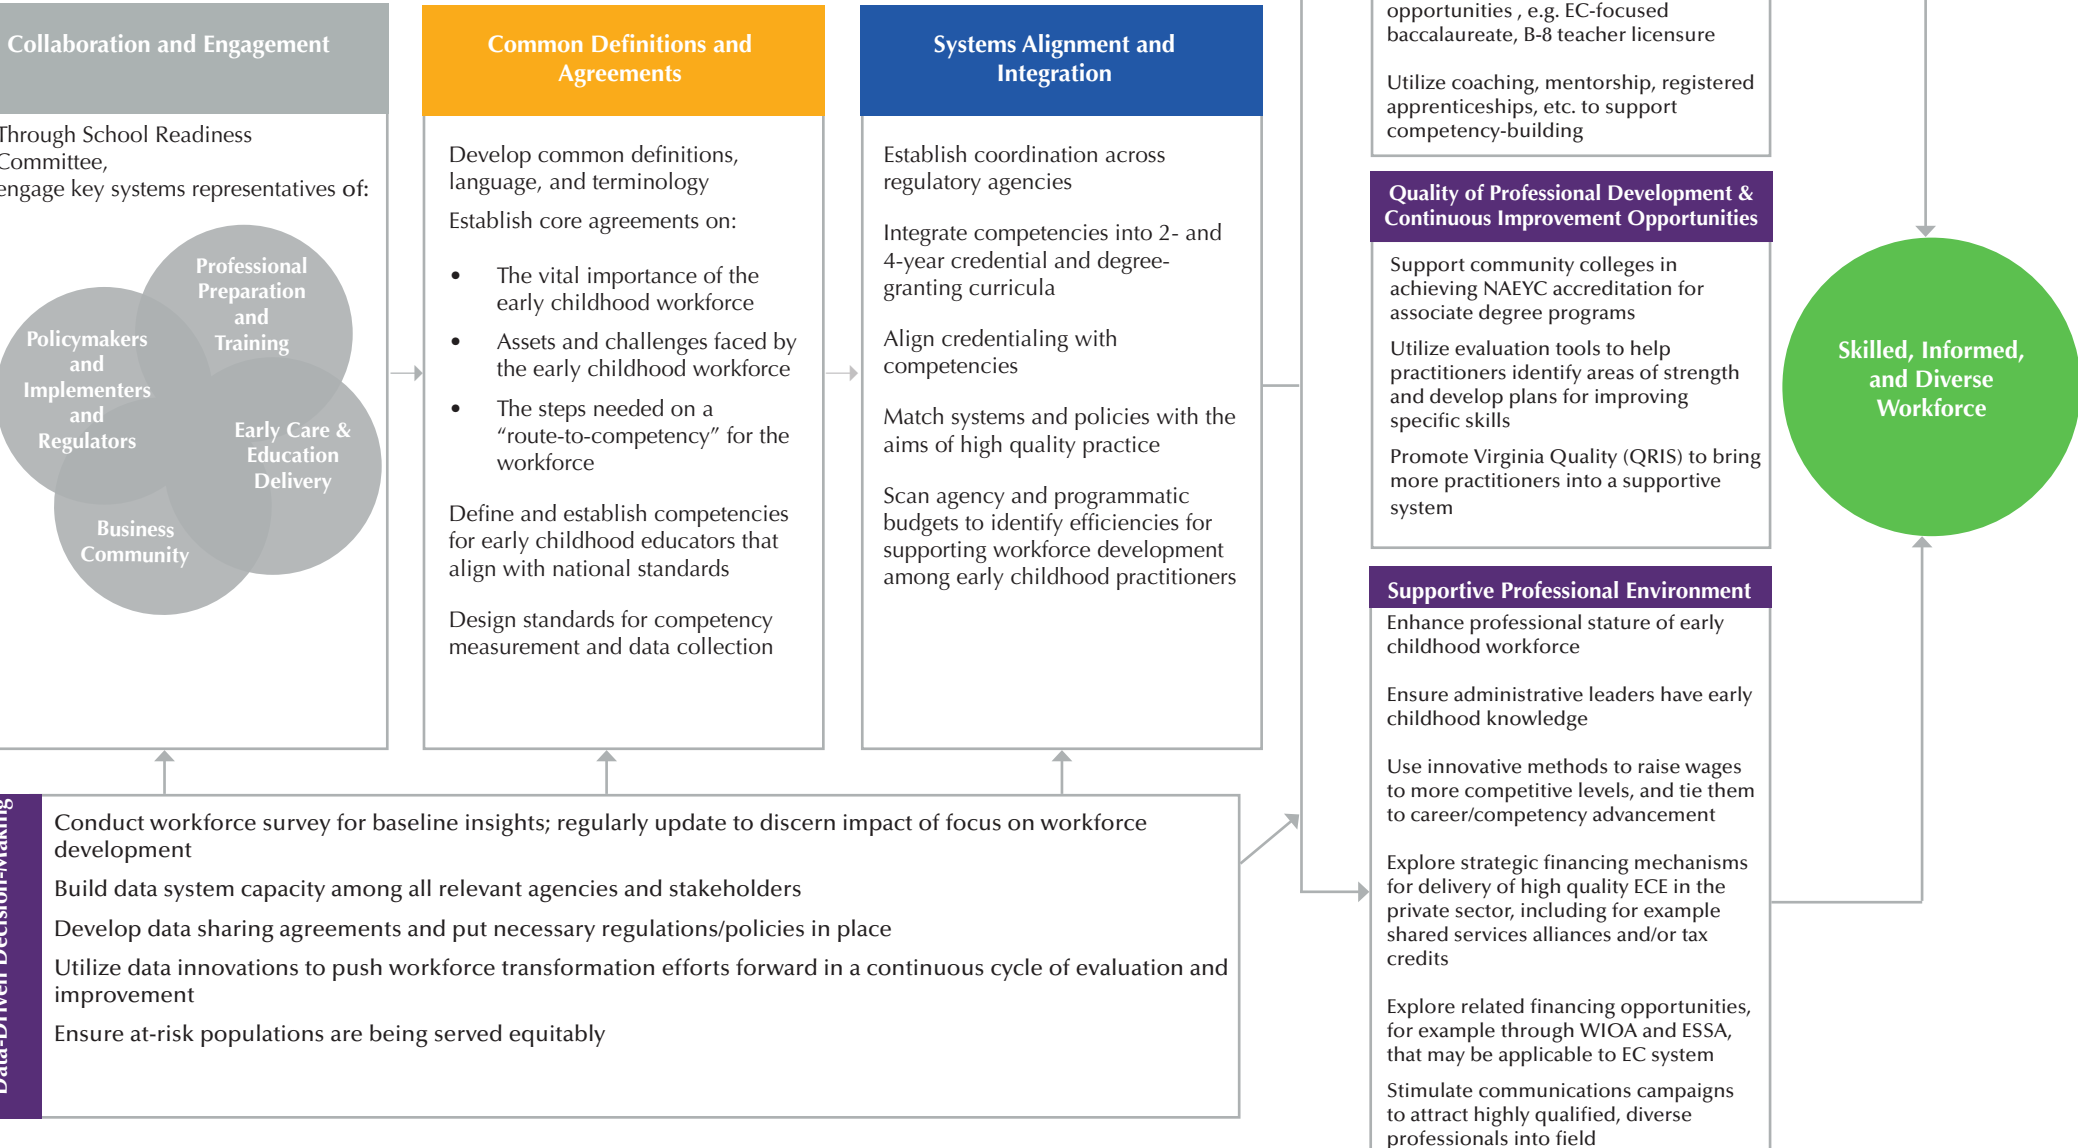 Collaboration and Engagement
Through School Readiness
Committee,
engage key systems representatives of:
Professional
Preparation
and
Training
Policymakers
and
Implementers
and
Regulators
Early Care &
Education
Delivery
Business
Community
Common Definitions and
Agreements
Develop common definitions,
language, and terminology
Establish core agreements on:
• The vital importance of the
early childhood workforce
• Assets and challenges faced by
the early childhood workforce
• The steps needed on a
“route-to-competency” for the
workforce
Define and establish competencies
for early childhood educators that
align with national standards
Design standards for competency
measurement and data collection
Systems Alignment and
Integration
Establish coordination across
regulatory agencies
Integrate competencies into 2- and
4-year credential and degree-
granting curricula
Align credentialing with
competencies
Match systems and policies with the
aims of high quality practice
Scan agency and programmatic
budgets to identify efficiencies for
supporting workforce development
among early childhood practitioners
opportunities , e.g. EC-focused
baccalaureate, B-8 teacher licensure
Utilize coaching, mentorship, registered
apprenticeships, etc. to support
competency-building
Quality of Professional Development &
Continuous Improvement Opportunities
Support community colleges in
achieving NAEYC accreditation for
associate degree programs
Utilize evaluation tools to help
practitioners identify areas of strength
and develop plans for improving
specific skills
Promote Virginia Quality (QRIS) to bring
more practitioners into a supportive
system
Supportive Professional Environment
Enhance professional stature of early
childhood workforce
Ensure administrative leaders have early
childhood knowledge
Use innovative methods to raise wages
to more competitive levels, and tie them
to career/competency advancement
Explore strategic financing mechanisms
for delivery of high quality ECE in the
private sector, including for example
shared services alliances and/or tax
credits
Explore related financing opportunities,
for example through WIOA and ESSA,
that may be applicable to EC system
Stimulate communications campaigns
to attract highly qualified, diverse
professionals into field
Skilled, Informed,
and Diverse
Workforce
Data-Driven Decision-Making
Conduct workforce survey for baseline insights; regularly update to discern impact of focus on workforce
development
Build data system capacity among all relevant agencies and stakeholders
Develop data sharing agreements and put necessary regulations/policies in place
Utilize data innovations to push workforce transformation efforts forward in a continuous cycle of evaluation and
improvement
Ensure at-risk populations are being served equitably